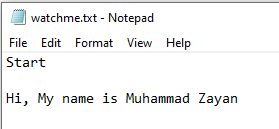 watchme.txt - Notepad
File Edit Format View Help
Start
Hi, My name is Muhammad Zayan